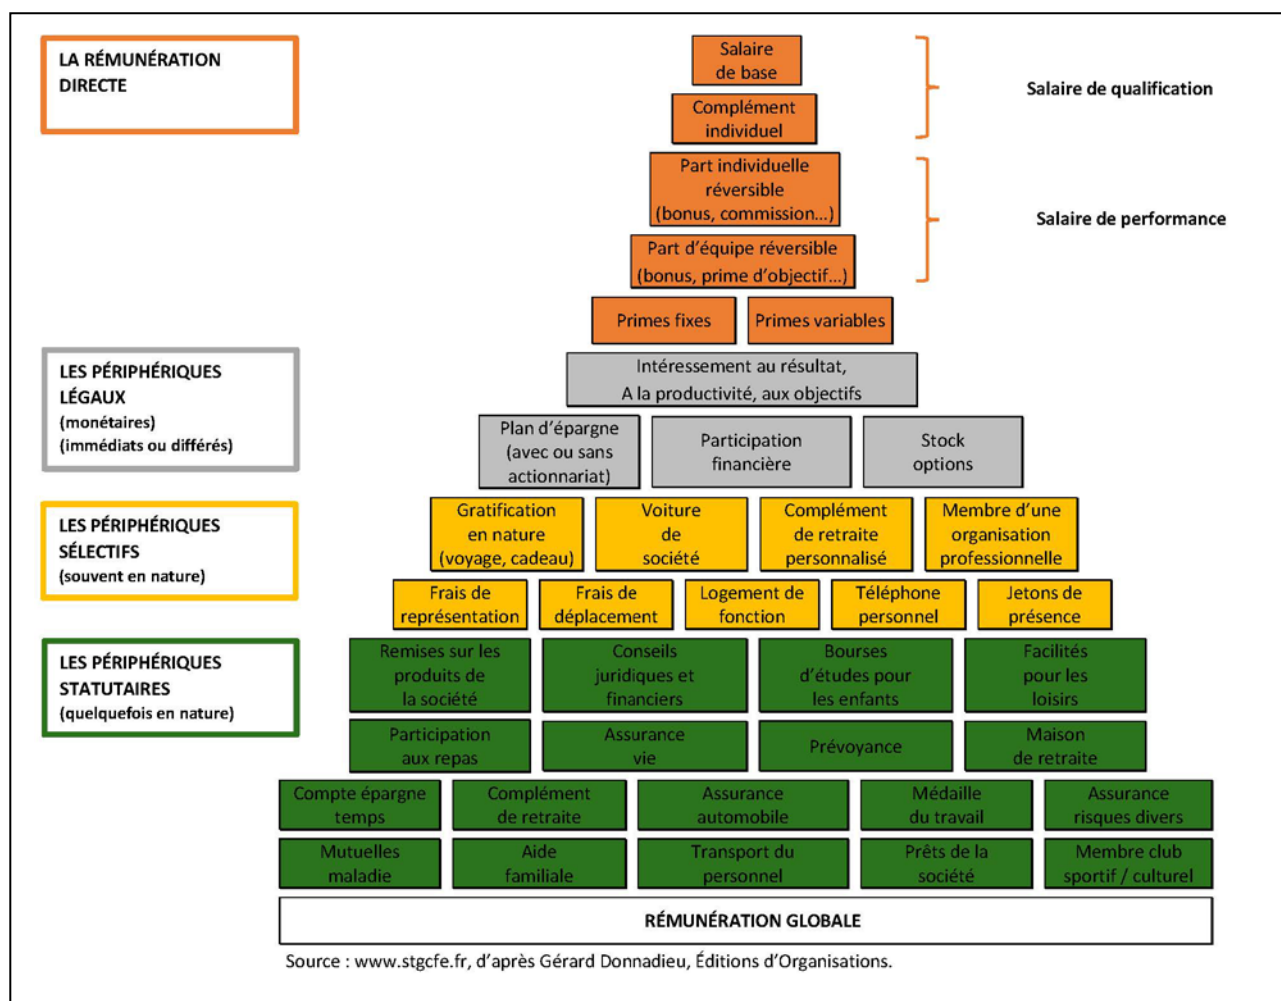 LA RÉMUNÉRATION
DIRECTE
Salaire
de base
Complément
individuel
Salaire de qualification
Part individuelle
réversible
(bonus, commission...)
Part d'équipe réversible
(bonus, prime d'objectif...)
Salaire de performance
Primes fixes
Primes variables
LES PÉRIPHÉRIQUES
LÉGAUX
(monétaires)
(immédiats ou différés)
Intéressement au résultat,
A la productivité, aux objectifs
Plan d'épargne
(avec ou sans
actionnariat)
Participation
financière
Stock
options
LES PÉRIPHÉRIQUES
SÉLECTIFS
(souvent en nature)
Gratification
en nature
(voyage, cadeau)
Voiture
de
société
Complément
de retraite
personnalisé
Membre d'une
organisation
professionnelle
Frais de
représentation
Frais de
déplacement
Logement de
fonction
Téléphone
personnel
Jetons de
présence
LES PÉRIPHÉRIQUES
STATUTAIRES
(quelquefois en nature)
Remises sur les
produits de
la société
Conseils
juridiques et
financiers
Bourses
d'études pour
les enfants
Facilités
pour les
loisirs
Participation
aux repas
Assurance
vie
Prévoyance
Maison
de retraite
Compte épargne
temps
Complément
de retraite
Assurance
automobile
Médaille
du travail
Assurance
risques divers
Mutuelles
maladie
Aide
familiale
Transport du
personnel
Prêts de la
société
Membre club
sportif / culturel
RÉMUNÉRATION GLOBALE
Source : www.stgcfe.fr, d'après Gérard Donnadieu, Éditions d'Organisations.